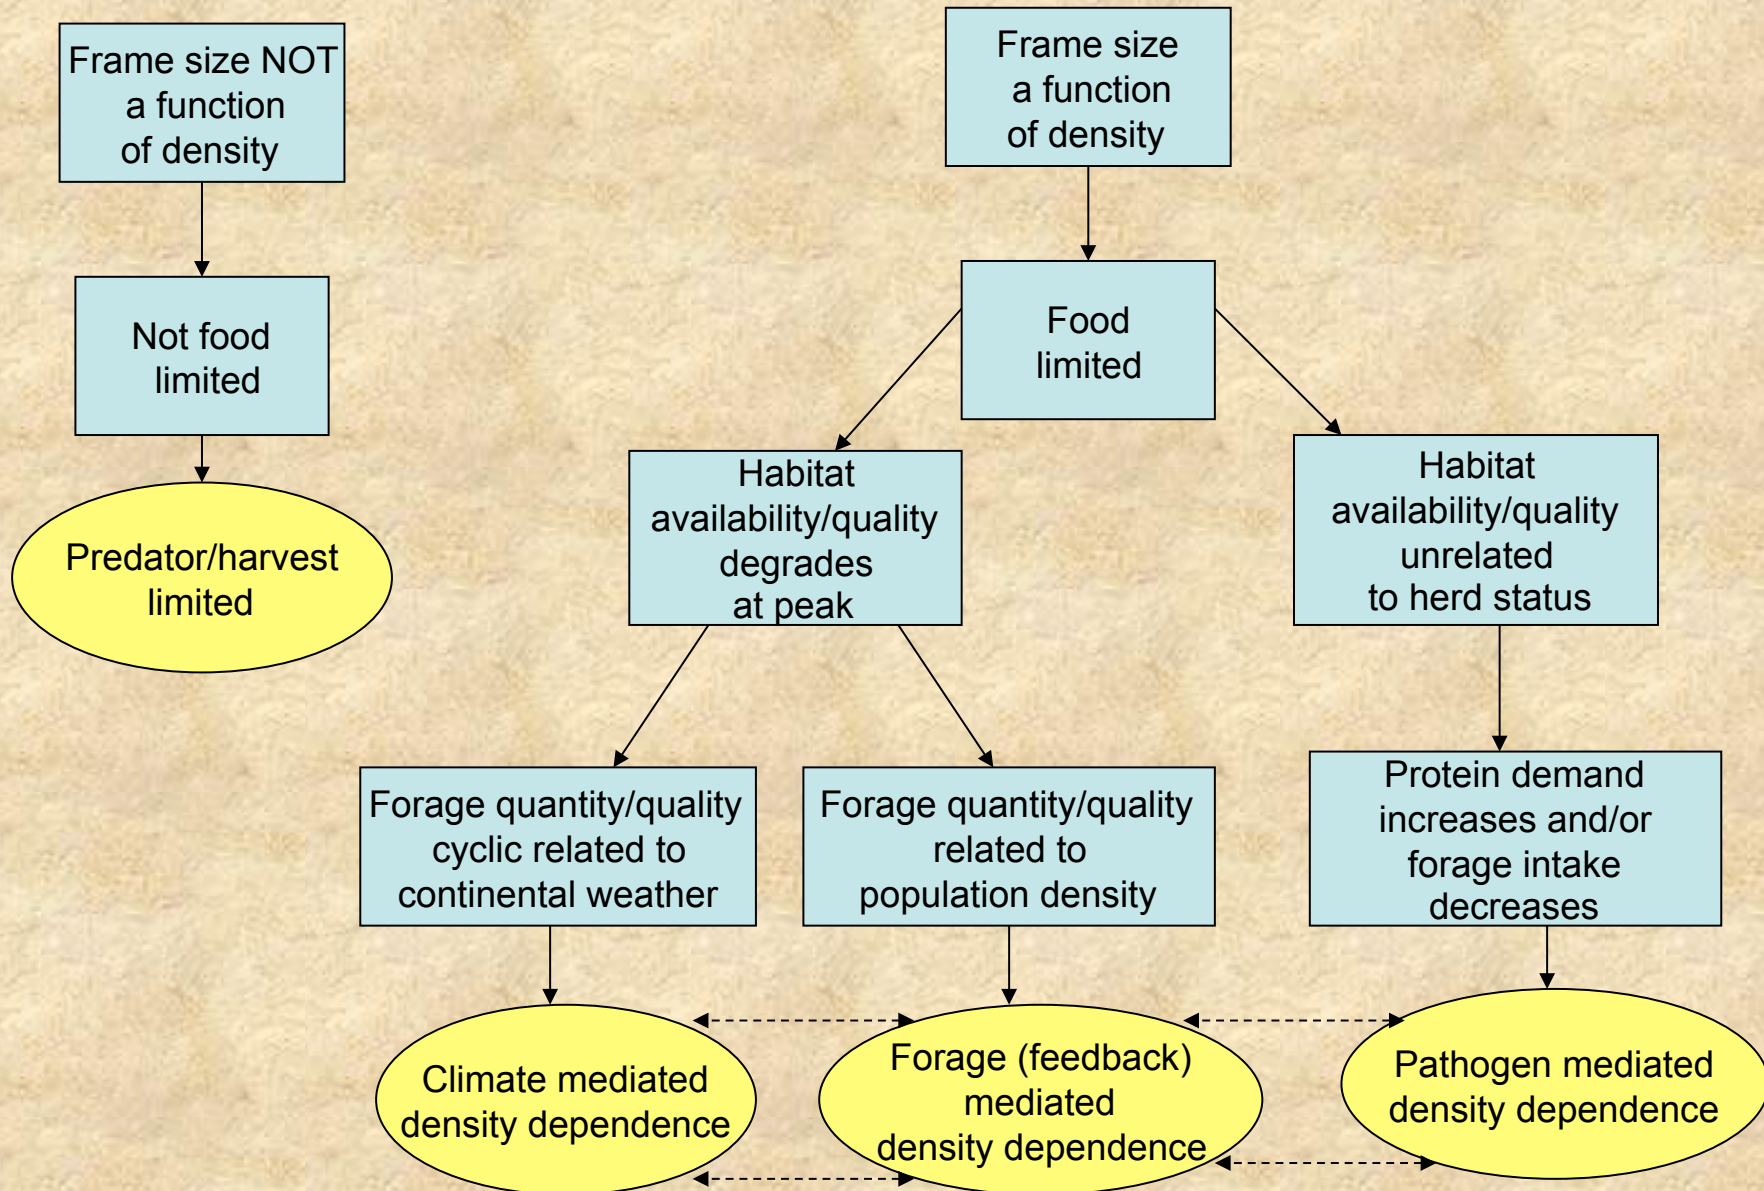 Frame size NOT
a function
of density
Frame size
a function
of density
Not food
limited
Food
limited
Predator/harvest
limited
Habitat
availability/quality
degrades
at peak
Habitat
availability/quality
unrelated
to herd status
Forage quantity/quality
cyclic related to
continental weather
Forage quantity/quality
related to
population density
Protein demand
increases and/or
forage intake
decreases
Climate mediated
density dependence
Forage (feedback)
mediated
density dependence
Pathogen mediated
density dependence